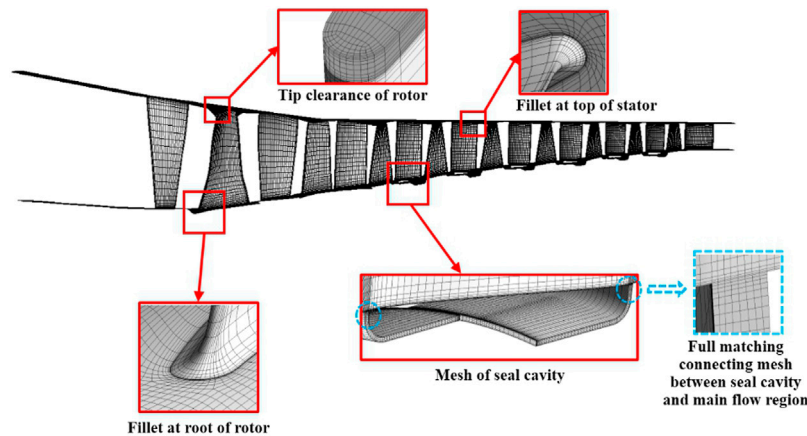 Tip clearance of rotor
Fillet at top of stator
Fillet at root of rotor
Mesh of seal cavity
Full matching
connecting mesh
between seal cavity
and main flow region